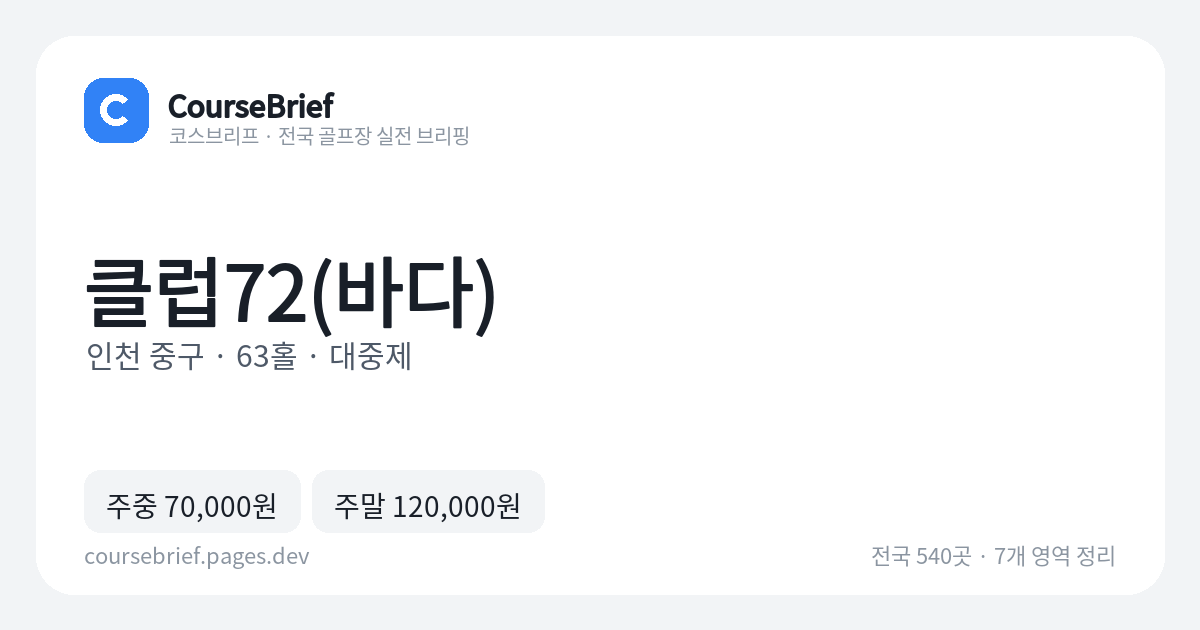 C
CourseBrief
코스브리프 · 전국 골프장 실전 브리핑
클럽72(바다)
인천 중구 · 63홀 · 대중제
주중 70,000원 주말 120,000원
coursebrief.pages.dev
전국 540곳 · 7개 영역 정리